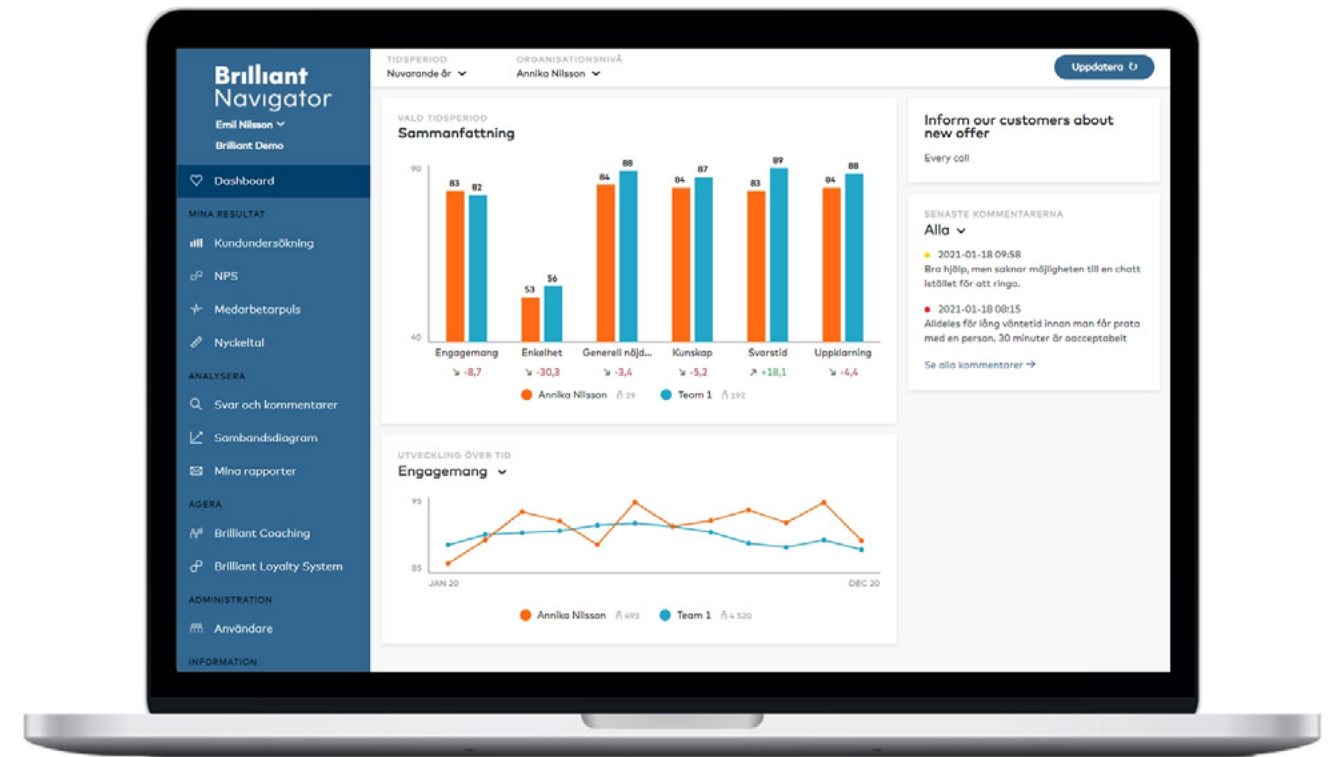 Brilliant
Navigator
Emil Nilsson
Brilliant Demo
Dashboard
MINA RESULTAT
Kundundersökning
NPS
Medarbetarpuls
Nyckeltal
ANALYSERA
Svar och kommentarer
Sambandsdiagram
Mina rapporter
AGERA
Brilliant Coaching
Brilliant Loyalty System
ADMINISTRATION
Användare
INFORMATION
TIDSPERIOD
Nuvarande år
ORGANISATIONSNIVÅ
Annika Nilsson
Uppdatera
VALD TIDSPERIOD
Sammanfattning
90
83 82 53 56 84 88 84 87 83 89 84 88
40
Engagemang Enkelhet Generell nöjd... Kunskap Svarstid Uppklarning
-8,7 -30,3 -3,4 -5,2 +18,1 -4,4
Annika Nilsson 29 Team 1 192
UTVECKLING ÖVER TID
Engagemang
95
85
JAN 20 DEC 20
Annika Nilsson 493 Team 1 4 520
Inform our customers about
new offer
Every call
SENASTE KOMMENTARERNA
Alla
2021-01-18 09:58
Bra hjälp, men saknar möjligheten till en chatt
istället för att ringa.
2021-01-18 08:15
Alldeles för lång väntetid innan man får prata
med en person. 30 minuter är oacceptabelt
Se alla kommentarer →